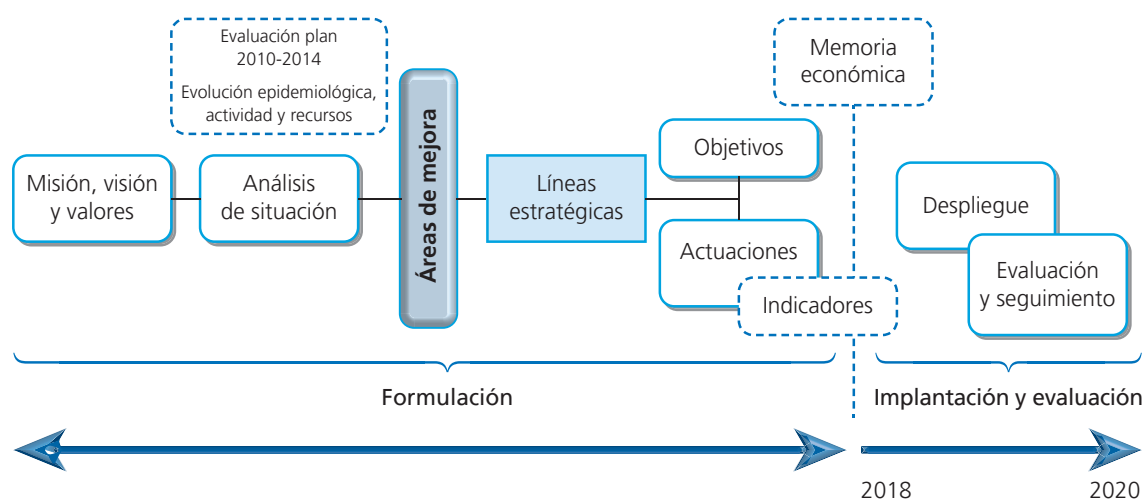 Evaluación plan
2010-2014
Evolución epidemiológica,
actividad y recursos
Memoria
económica
Misión, visión
y valores
Análisis
de situación
Áreas de mejora
Líneas
estratégicas
Objetivos
Actuaciones
Indicadores
Despliegue
Evaluación
y seguimiento
Formulación
Implantación y evaluación
2018
2020